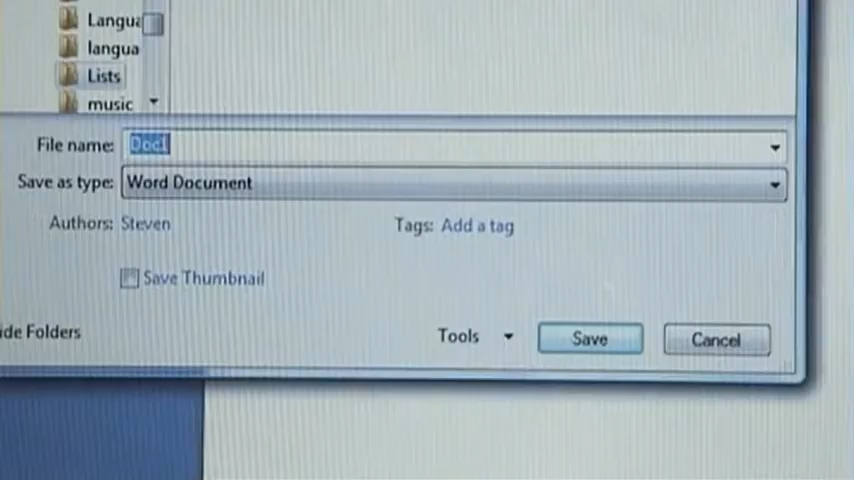 Langua
langua
Lists
music
File name: Doc1
Save as type: Word Document
Authors: Steven Tags: Add a tag
Save Thumbnail
ide Folders Tools Save Cancel